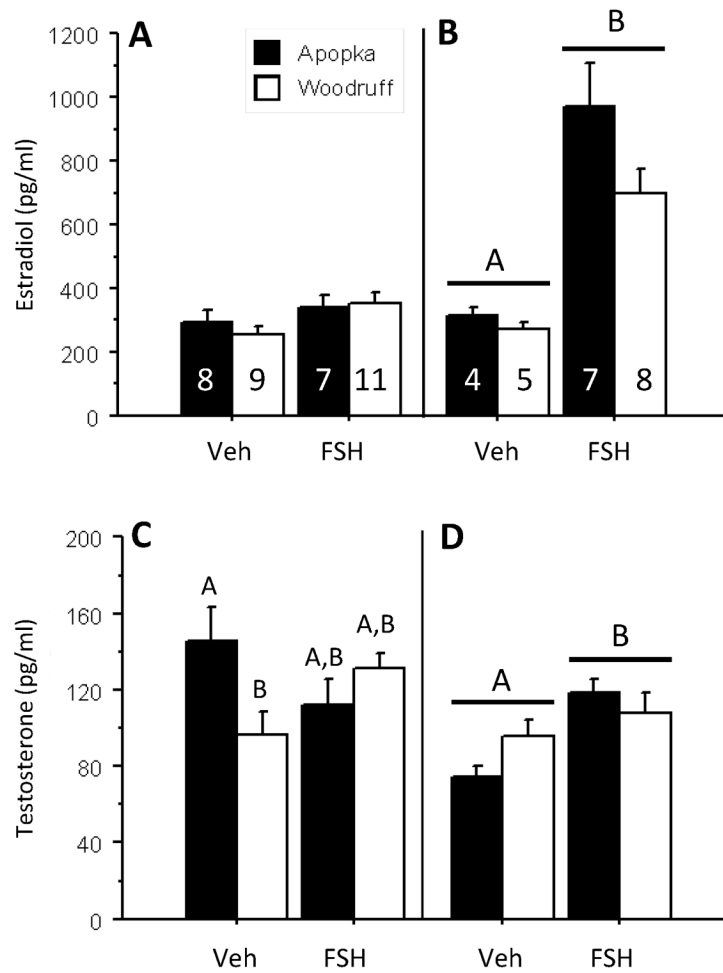 A
B
B
Apopka
Woodruff
1200
1000
800
600
400
200
0
Estradiol (pg/ml)
A
8
9
7
11
4
5
7
8
Veh
FSH
Veh
FSH
C
D
200
160
120
80
40
0
Testosterone (pg/ml)
A
B
A,B
A,B
A
B
Veh
FSH
Veh
FSH